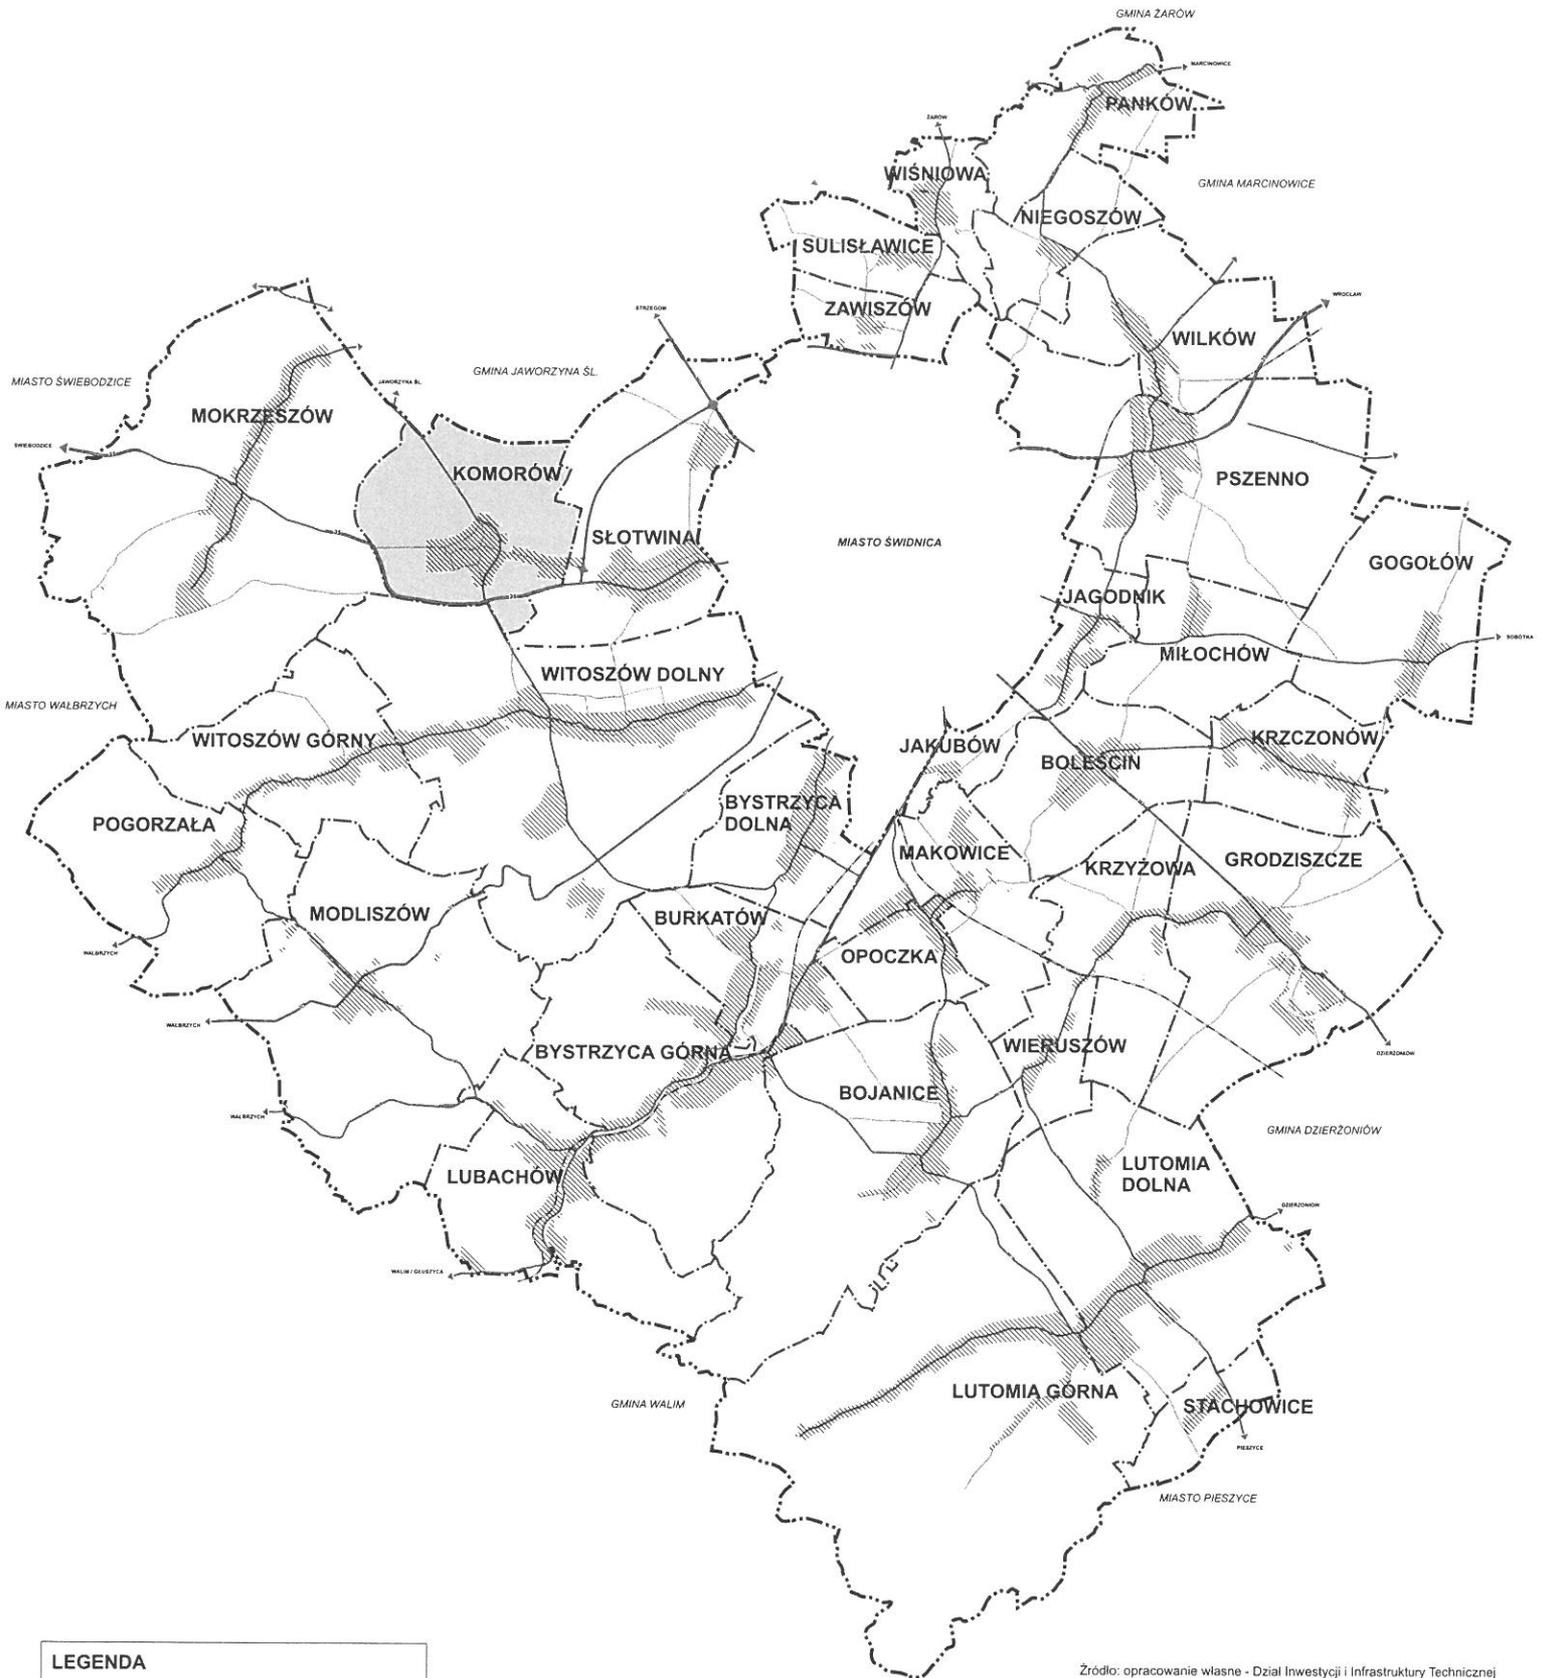 GMINA ŻARÓW
MARCINOWICE
PANKÓW
ŻARÓW
WIŚNIOWA
GMINA MARCINOWICE
NIEGOSZÓW
SULISŁAWICE
ZAWISZÓW
WROCŁAW
STRZEGOM
WILKÓW
MIASTO ŚWIEBODZICE
GMINA JAWORZYNA ŚL.
JAWORZYNA ŚL.
MOKRZESZÓW
ŚWIEBODZICE
KOMORÓW
PSZENNO
SŁOTWINA
MIASTO ŚWIDNICA
GOGOŁÓW
JAGODNIK
SOBÓTKA
MIŁOCHÓW
WITOSZÓW DOLNY
MIASTO WAŁBRZYCH
WITOSZÓW GÓRNY
JAKUBÓW
KRZCZONÓW
BOLEŚCIN
BYSTRZYCA
DOLNA
POGORZAŁA
MAKOWICE
KRZYŻOWA
GRODZISZCZE
MODLISZÓW
BURKATÓW
WAŁBRZYCH
OPOCZKA
WAŁBRZYCH
BYSTRZYCA GÓRNA
WIERUSZÓW
DZIERŻONIÓW
BOJANICE
WAŁBRZYCH
GMINA DZIERŻONIÓW
LUBACHÓW
LUTOMIA
DOLNA
DZIERŻONIÓW
WALIM / GŁUSZYCA
GMINA WALIM
LUTOMIA GÓRNA
STACHOWICE
PIESZYCE
MIASTO PIESZYCE
LEGENDA
Źródło: opracowanie własne - Dział Inwestycji i Infrastruktury Technicznej